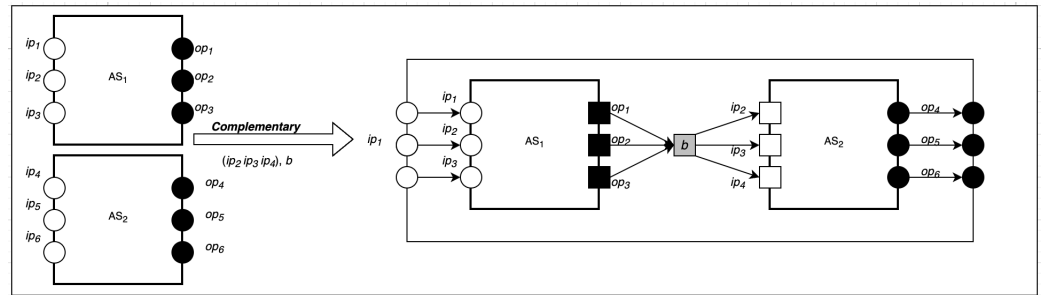 ip1
op1
ip2
AS1
op2
ip3
op3
Complementary
(ip2 ip3 ip4), b
ip4
op4
ip5
AS2
op5
ip6
op6
ip1
ip1
ip2
ip3
AS1
op1
op2
op3
b
ip2
ip3
ip4
AS2
op4
op5
op6